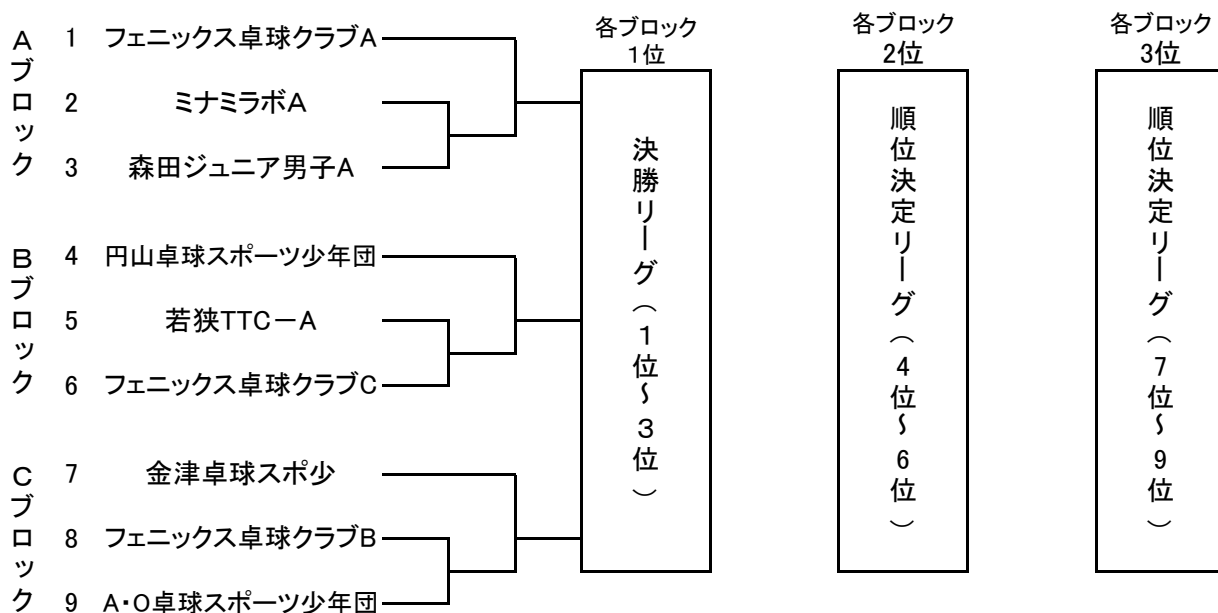 Aブロック
1 フェニックス卓球クラブA
2 ミナミラボA
3 森田ジュニア男子A
Bブロック
4 円山卓球スポーツ少年団
5 若狭TTC－A
6 フェニックス卓球クラブC
Cブロック
7 金津卓球スポ少
8 フェニックス卓球クラブB
9 A・O卓球スポーツ少年団
各ブロック
1位
決勝リーグ（1位～3位）
各ブロック
2位
順位決定リーグ（4位～6位）
各ブロック
3位
順位決定リーグ（7位～9位）